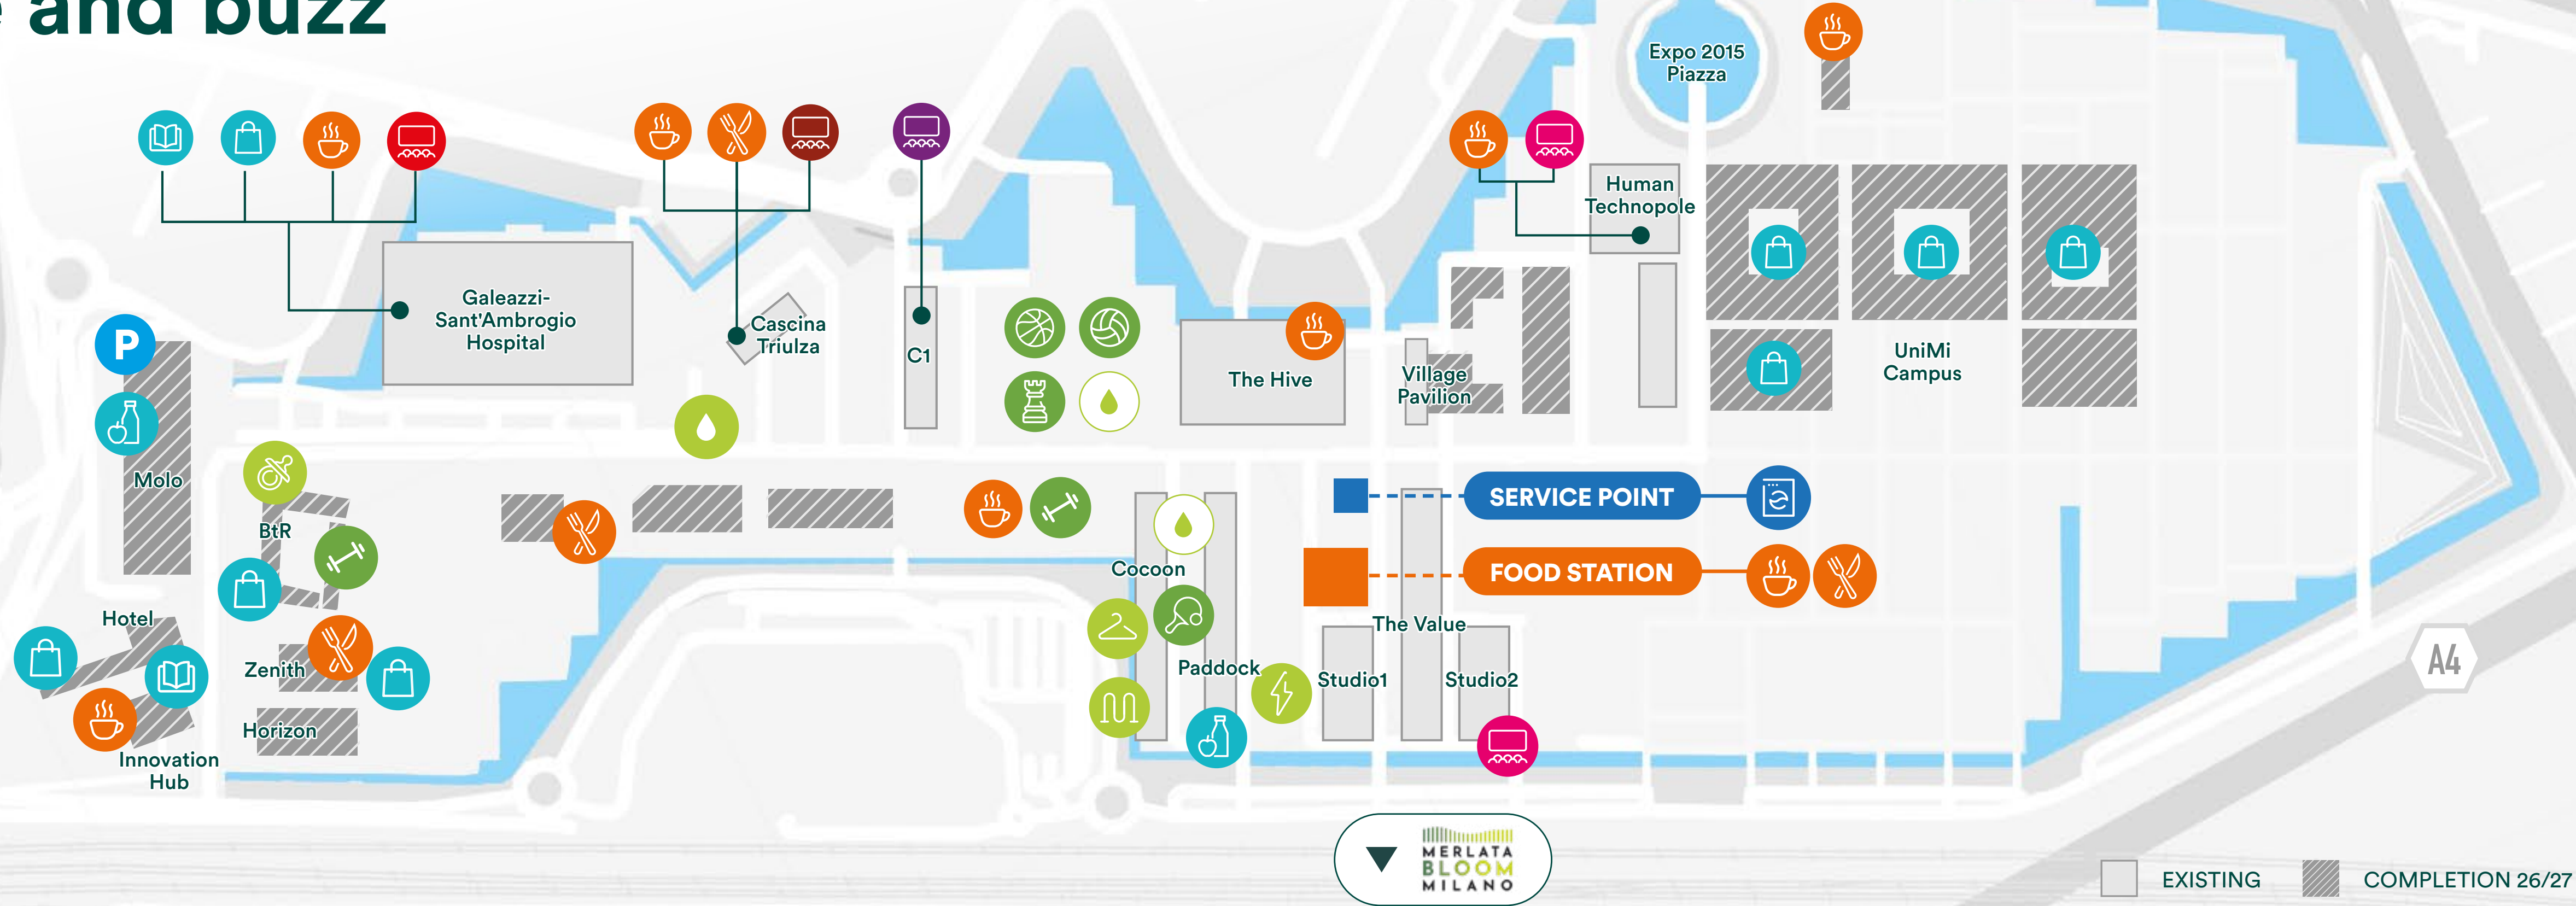 and buzz
Expo 2015
Piazza
Human
Technopole
Galeazzi-
Sant'Ambrogio
Hospital
Cascina
Triulza
C1
The Hive
Village
Pavilion
UniMi
Campus
P
Molo
BtR
SERVICE POINT
Cocoon
FOOD STATION
Hotel
The Value
Zenith
Paddock
Studio1
Studio2
A4
Horizon
Innovation
Hub
MERLATA
BLOOM
MILANO
EXISTING
COMPLETION 26/27